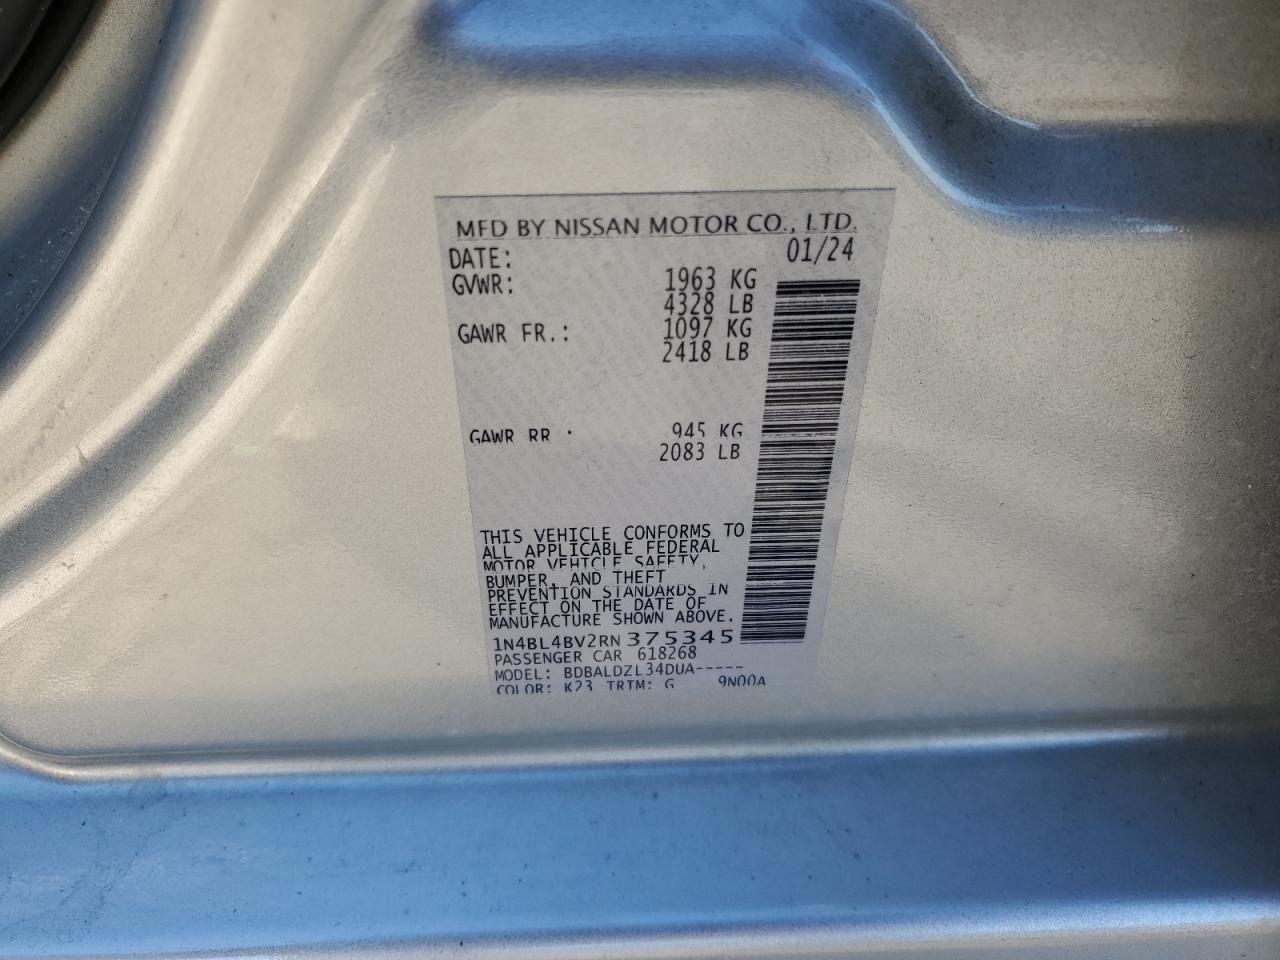 MFD BY NISSAN MOTOR CO., LTD.
DATE: 01/24
GVWR: 1963 KG
4328 LB
GAWR FR.: 1097 KG
2418 LB
GAWR RR : 945 KG
2083 LB
THIS VEHICLE CONFORMS TO
ALL APPLICABLE FEDERAL
MOTOR VEHICLE SAFETY,
BUMPER, AND THEFT
PREVENTION STANDARDS IN
EFFECT ON THE DATE OF
MANUFACTURE SHOWN ABOVE.
1N4BL4BV2RN375345
PASSENGER CAR 618268
MODEL: BDBALDZL34DUA-----
COLOR: K23 TRIM: G 9N00A